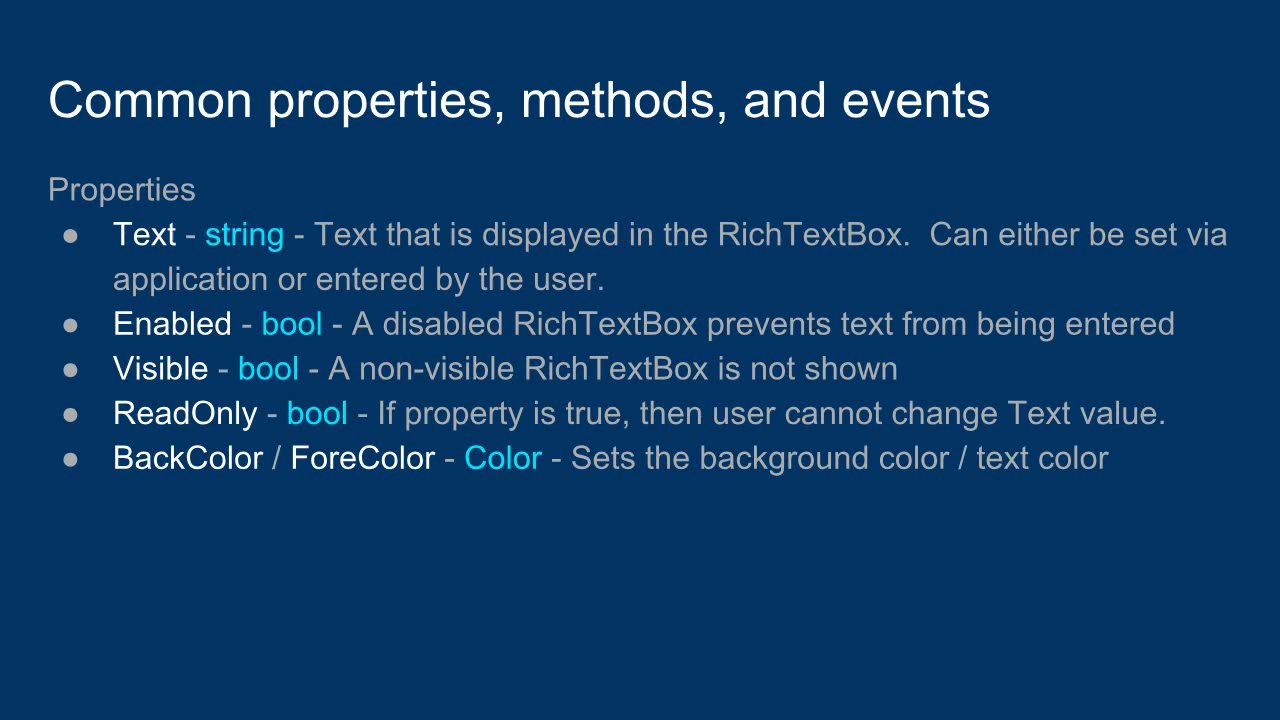 Common properties, methods, and events
Properties
● Text - string - Text that is displayed in the RichTextBox.  Can either be set via
application or entered by the user.
● Enabled - bool - A disabled RichTextBox prevents text from being entered
● Visible - bool - A non-visible RichTextBox is not shown
● ReadOnly - bool - If property is true, then user cannot change Text value.
● BackColor / ForeColor - Color - Sets the background color / text color